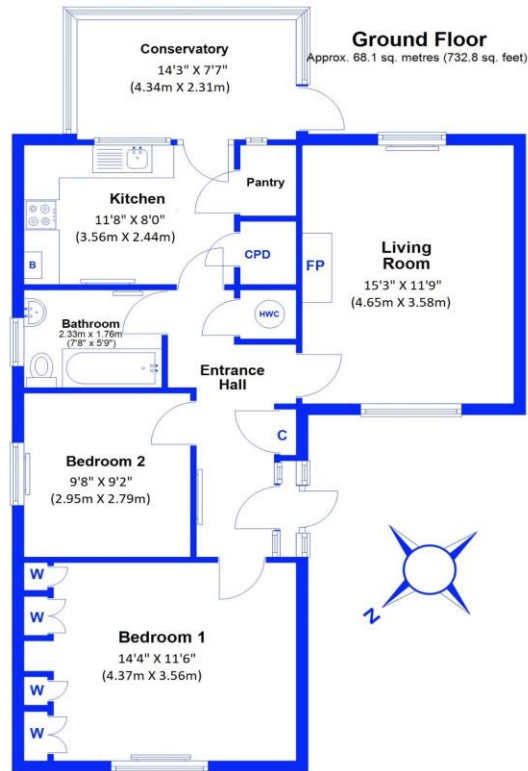 Ground Floor
Approx. 68.1 sq. metres (732.8 sq. feet)
Conservatory
14'3" X 7'7"
(4.34m X 2.31m)
Kitchen
11'8" X 8'0"
(3.56m X 2.44m)
B
Pantry
CPD
FP
Living
Room
15'3" X 11'9"
(4.65m X 3.58m)
Bathroom
2.33m x 1.76m
(7'8" x 5'9")
HWC
Entrance
Hall
C
Bedroom 2
9'8" X 9'2"
(2.95m X 2.79m)
W
W
W
W
Bedroom 1
14'4" X 11'6"
(4.37m X 3.56m)
N